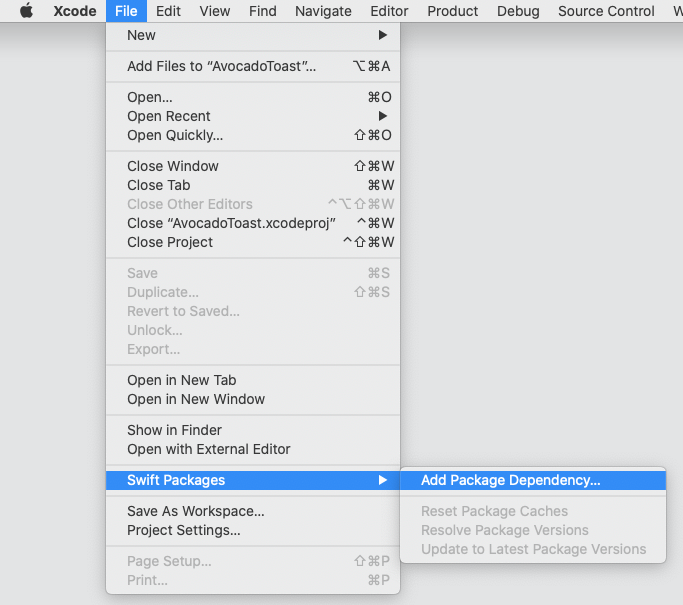 Xcode File Edit View Find Navigate Editor Product Debug Source Control W
New ▶
Add Files to “AvocadoToast”... ⌥⌘A
Open... ⌘O
Open Recent ▶
Open Quickly... ⇧⌘O
Close Window ⇧⌘W
Close Tab ⌘W
Close Other Editors ^⌥⇧⌘W
Close “AvocadoToast.xcodeproj” ^⌘W
Close Project ^⇧⌘W
Save ⌘S
Duplicate... ⇧⌘S
Revert to Saved...
Unlock...
Export...
Open in New Tab
Open in New Window
Show in Finder
Open with External Editor
Swift Packages ▶
Add Package Dependency...
Reset Package Caches
Resolve Package Versions
Update to Latest Package Versions
Save As Workspace...
Project Settings...
Page Setup... ⇧⌘P
Print... ⌘P